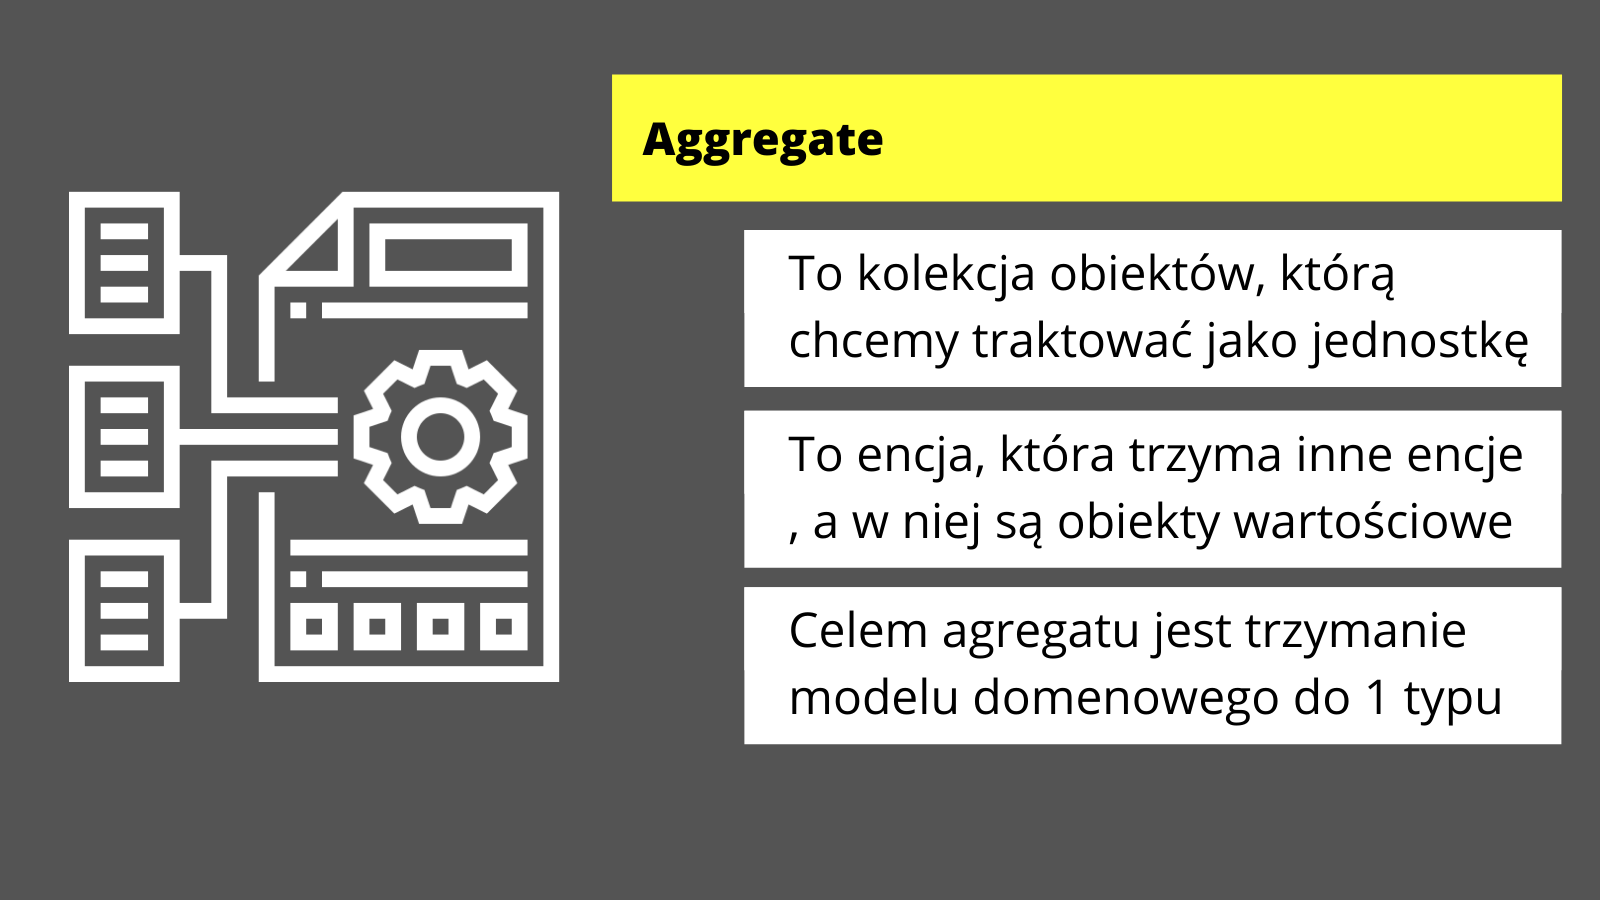 Aggregate
To kolekcja obiektów, którą
chcemy traktować jako jednostkę
To encja, która trzyma inne encje
, a w niej są obiekty wartościowe
Celem agregatu jest trzymanie
modelu domenowego do 1 typu